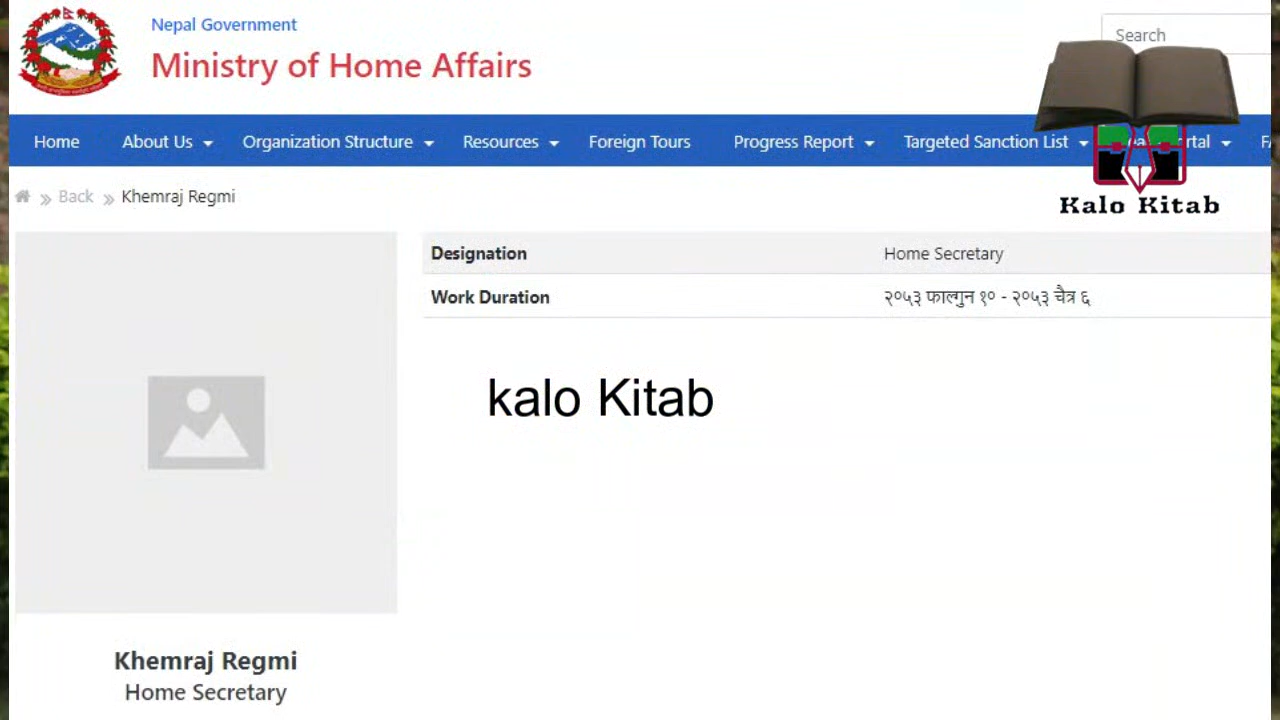 Nepal Government
Ministry of Home Affairs
Search
Home About Us Organization Structure Resources Foreign Tours Progress Report Targeted Sanction List
Kalo Kitab
Back Khemraj Regmi
Designation Home Secretary
Work Duration २०५३ फाल्गुन १० - २०५३ चैत्र ६
kalo Kitab
Khemraj Regmi
Home Secretary